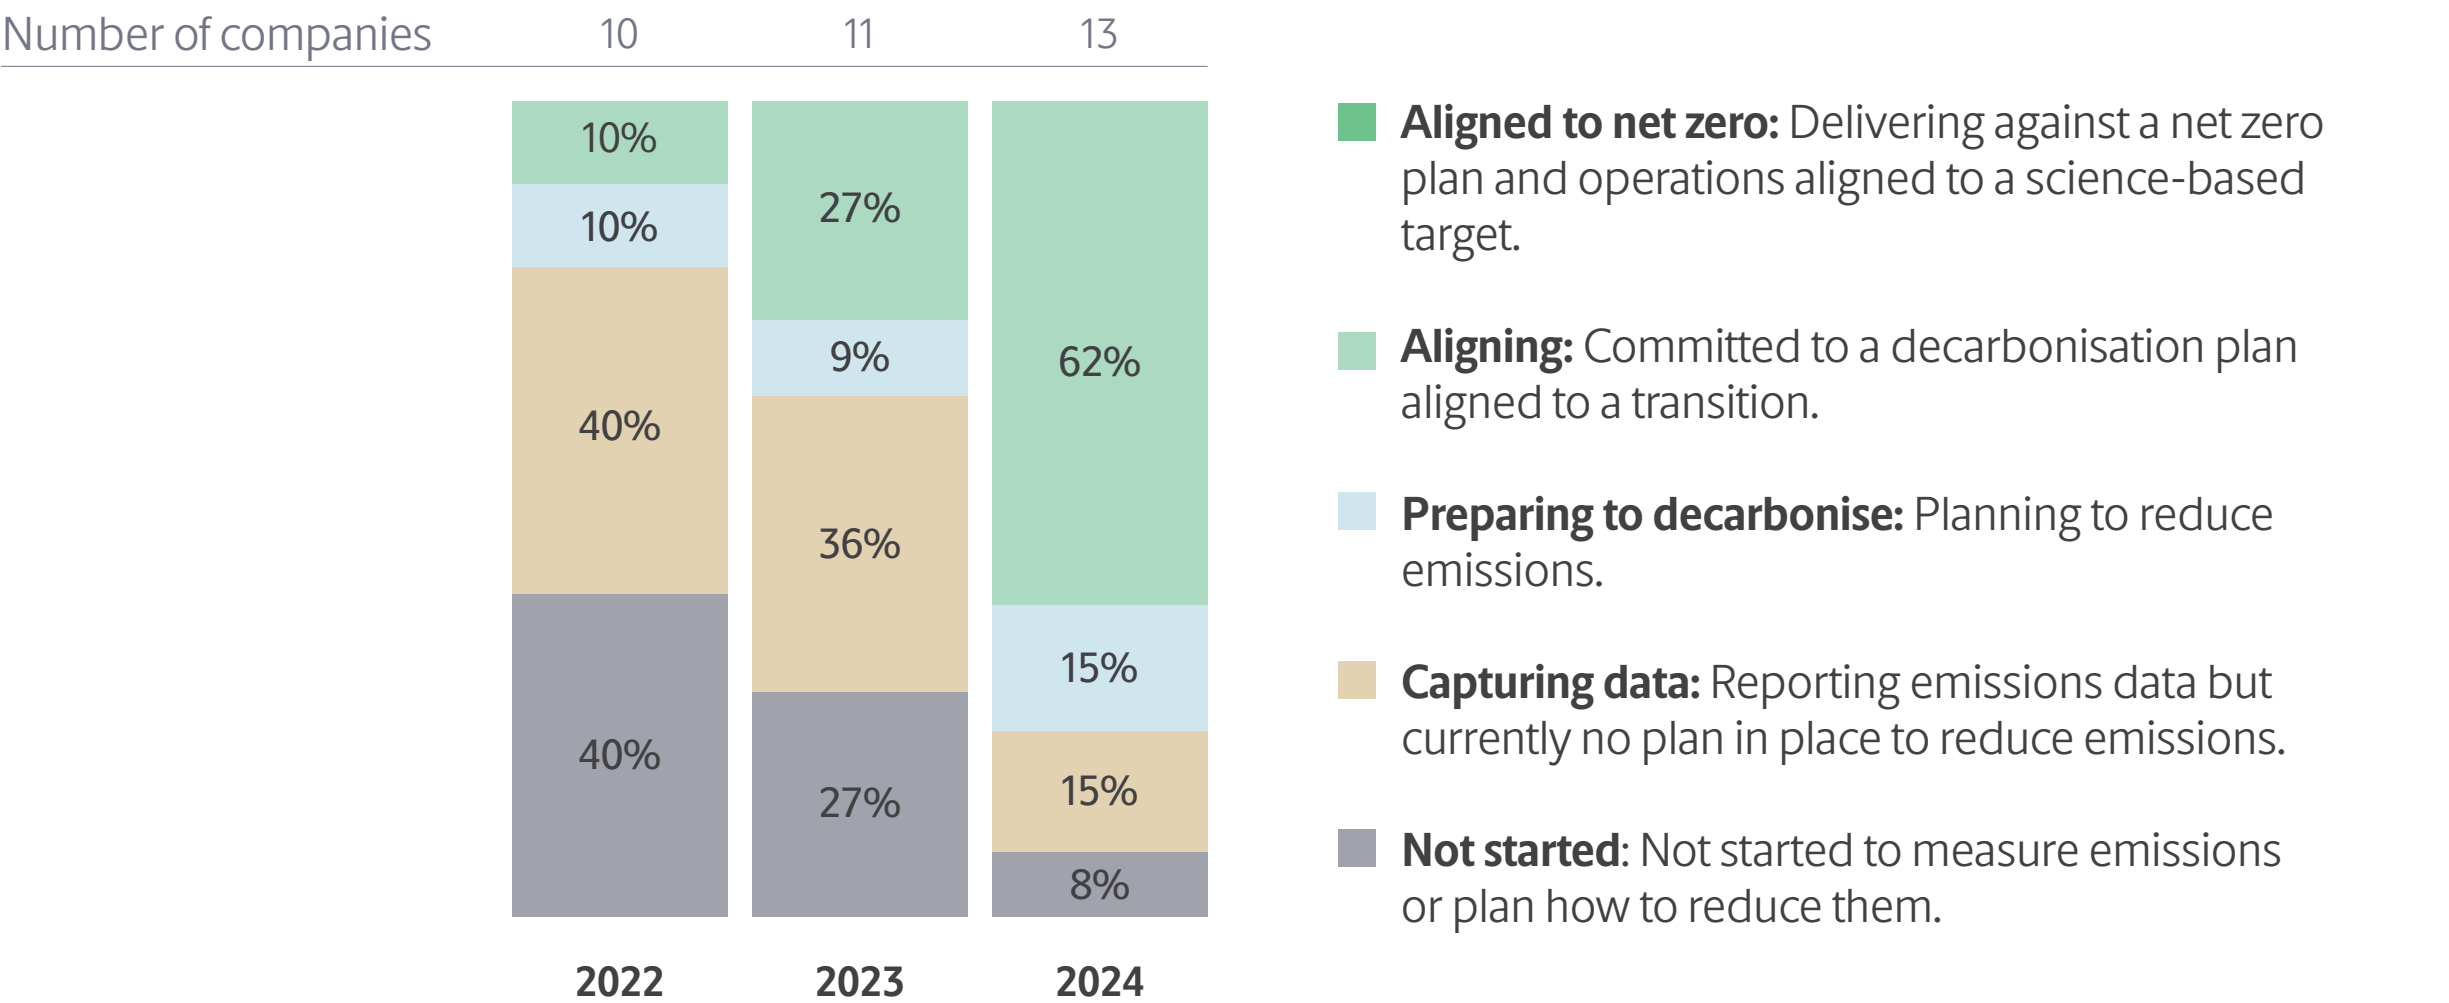 Number of companies 10 11 13
10%
10%
40%
40%
2022
27%
9%
36%
27%
2023
62%
15%
15%
8%
2024
Aligned to net zero: Delivering against a net zero
plan and operations aligned to a science-based
target.
Aligning: Committed to a decarbonisation plan
aligned to a transition.
Preparing to decarbonise: Planning to reduce
emissions.
Capturing data: Reporting emissions data but
currently no plan in place to reduce emissions.
Not started: Not started to measure emissions
or plan how to reduce them.